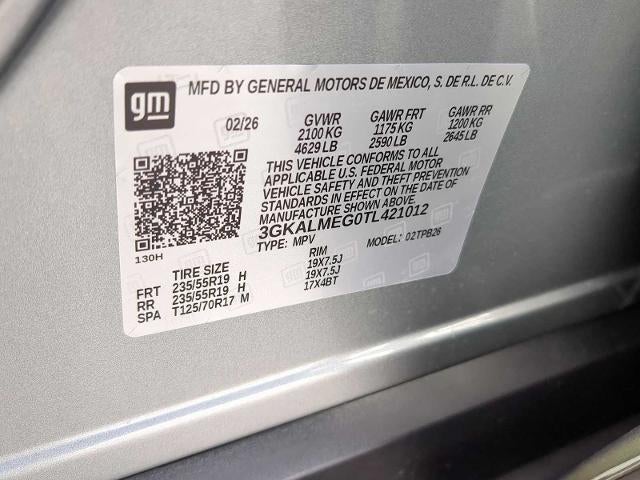 gm
MFD BY GENERAL MOTORS DE MEXICO, S. DE R.L. DE C.V.
02/26 GVWR GAWR FRT GAWR RR
2100 KG 1175 KG 1200 KG
4629 LB 2590 LB 2645 LB
THIS VEHICLE CONFORMS TO ALL
APPLICABLE U.S. FEDERAL MOTOR
VEHICLE SAFETY AND THEFT PREVENTION
STANDARDS IN EFFECT ON THE DATE OF
MANUFACTURE SHOWN ABOVE.
3GKALMEG0TL421012
TYPE: MPV MODEL: 02TPB26
130H
TIRE SIZE RIM
FRT 235/55R19 H 19X7.5J
RR 235/55R19 H 19X7.5J
SPA T125/70R17 M 17X4BT